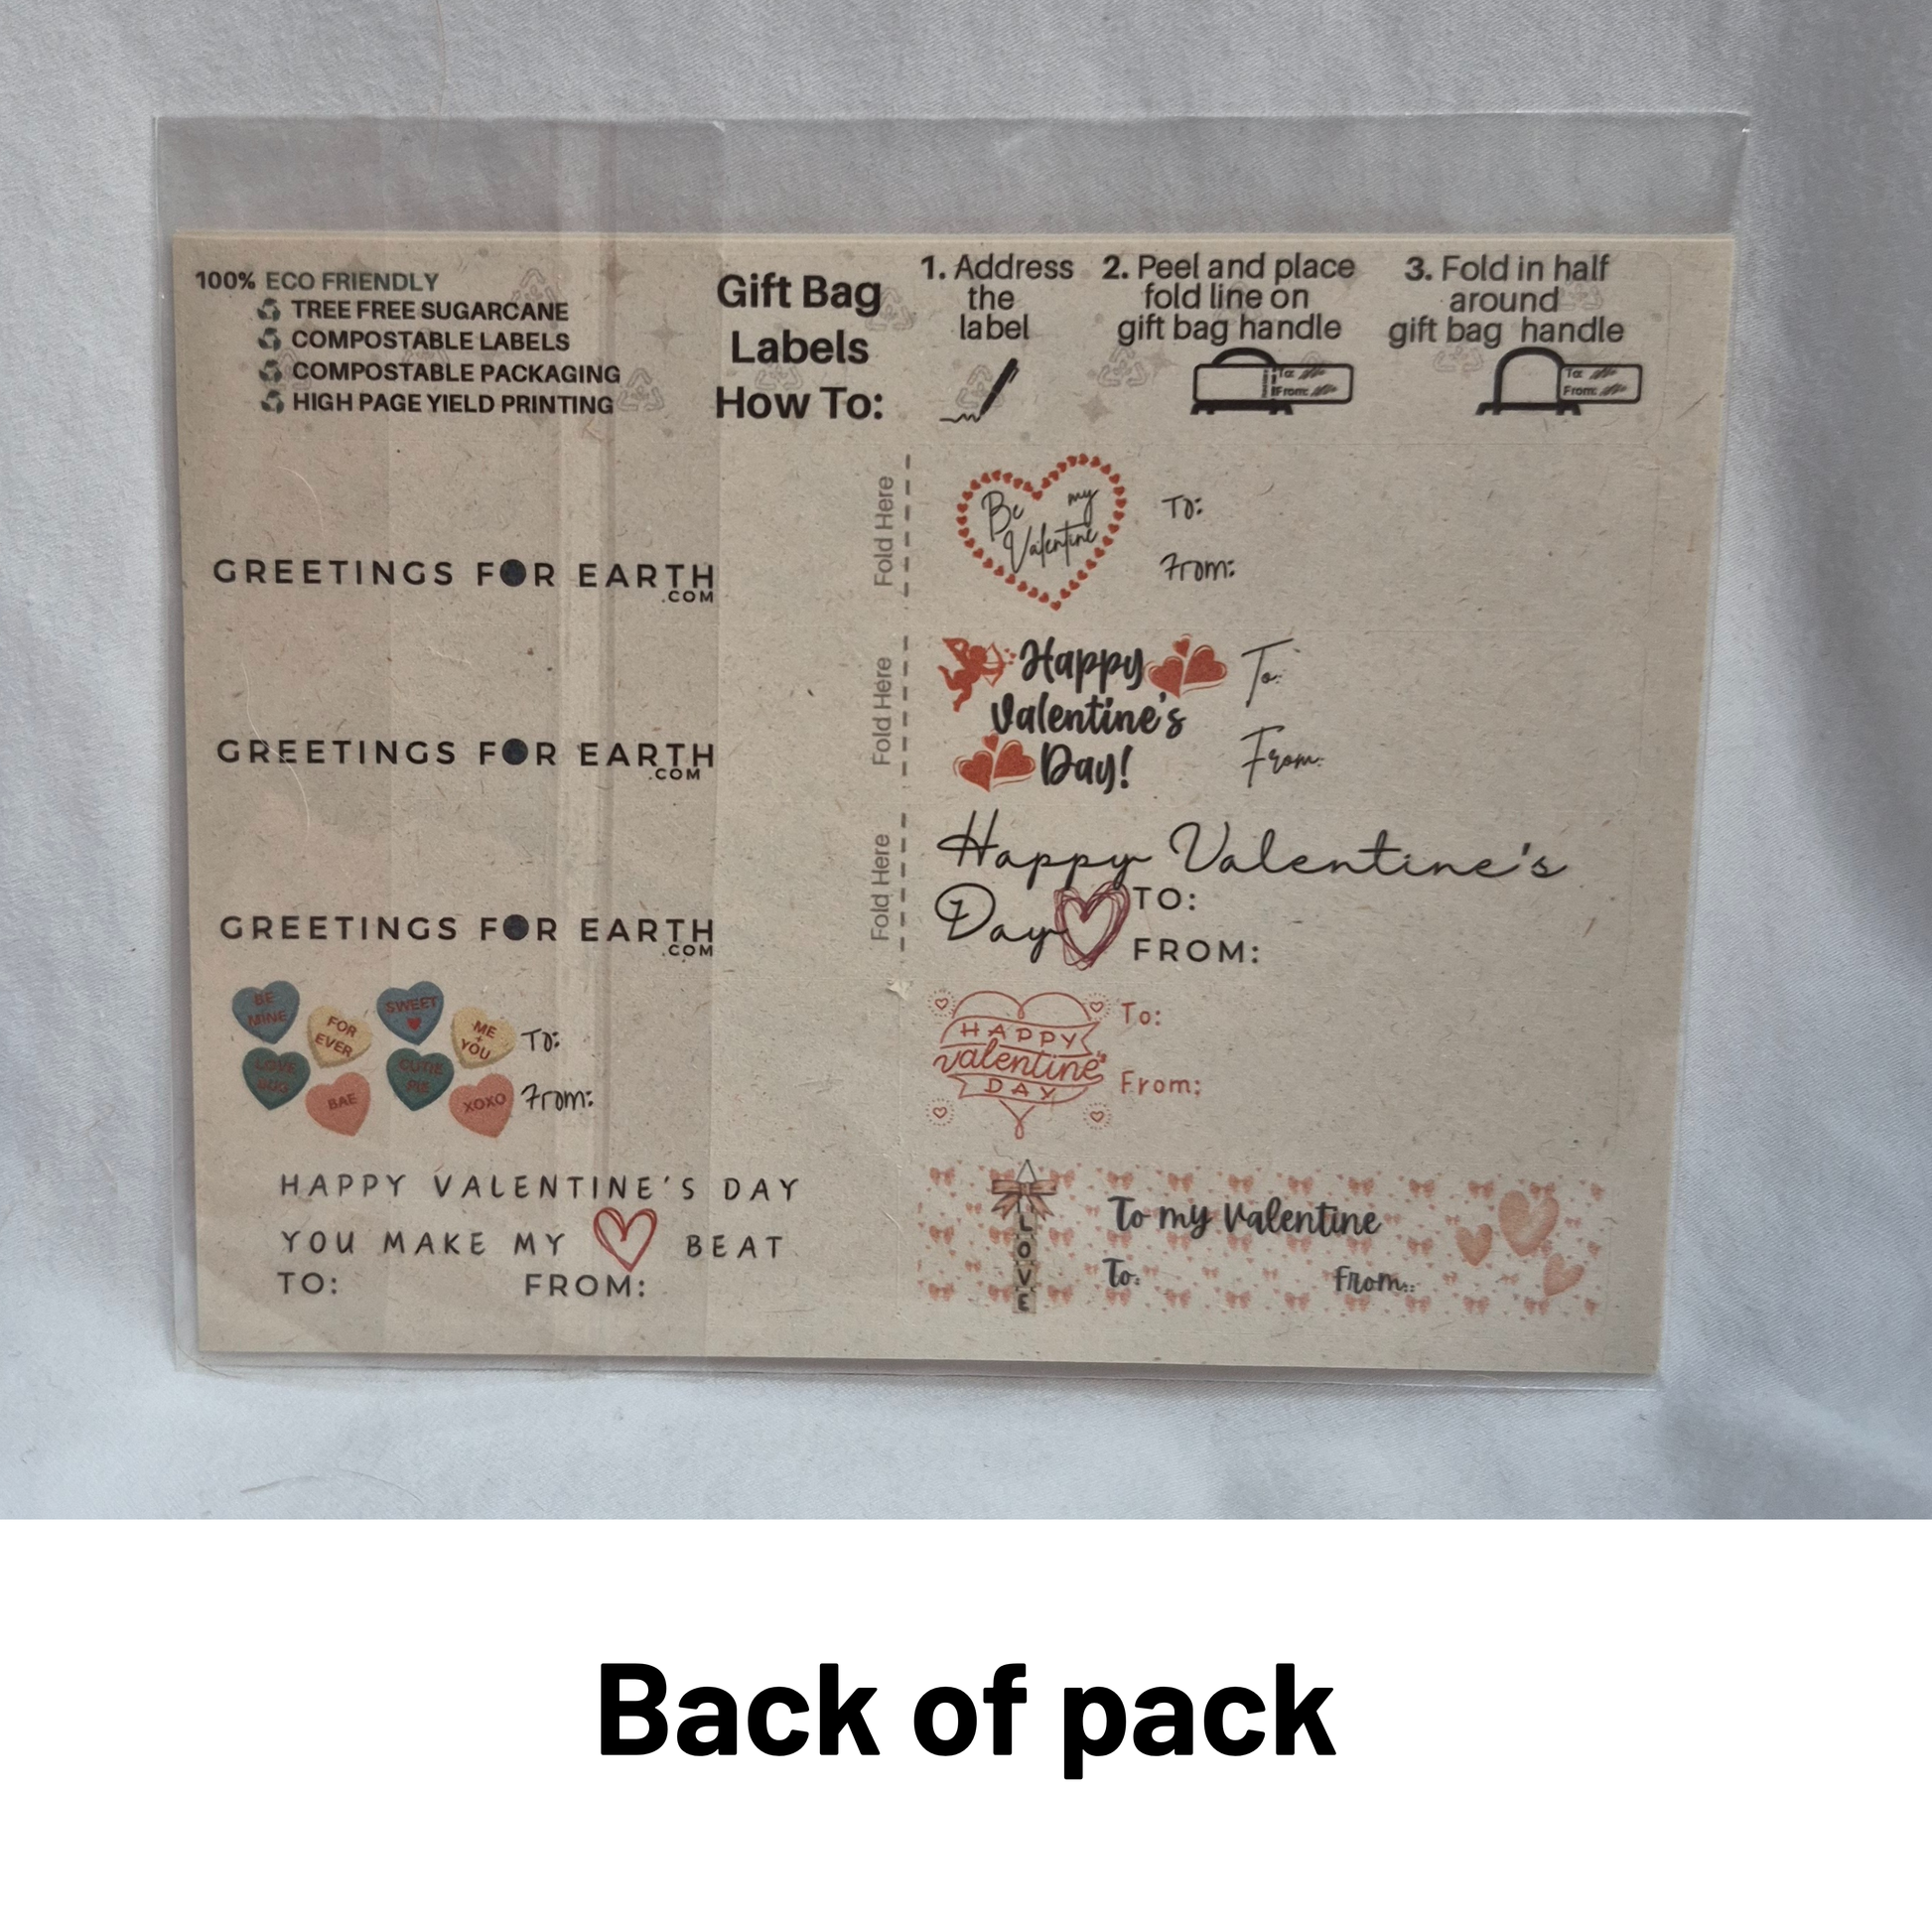 100% ECO FRIENDLY
TREE FREE SUGARCANE
COMPOSTABLE LABELS
COMPOSTABLE PACKAGING
HIGH PAGE YIELD PRINTING
Gift Bag
Labels
How To:
1. Address
the
label
2. Peel and place
fold line on
gift bag handle
To:
From:
3. Fold in half
around
gift bag handle
To:
From:
GREETINGS FOR EARTH
.COM
Fold Here
Be my
Valentine
To:
From:
GREETINGS FOR EARTH
.COM
Fold Here
Happy
Valentine's
Day!
To:
From:
GREETINGS FOR EARTH
.COM
Fold Here
Happy Valentine's
Day
TO:
FROM:
BE
MINE
FOR
EVER
SWEET
ME
+
YOU
LOVE
BUG
BAE
CUTIE
PIE
XOXO
To:
From:
HAPPY
valentine's
DAY
To:
From:
HAPPY VALENTINE'S DAY
YOU MAKE MY BEAT
TO: FROM:
LOVE
To my Valentine
To: From:
Back of pack